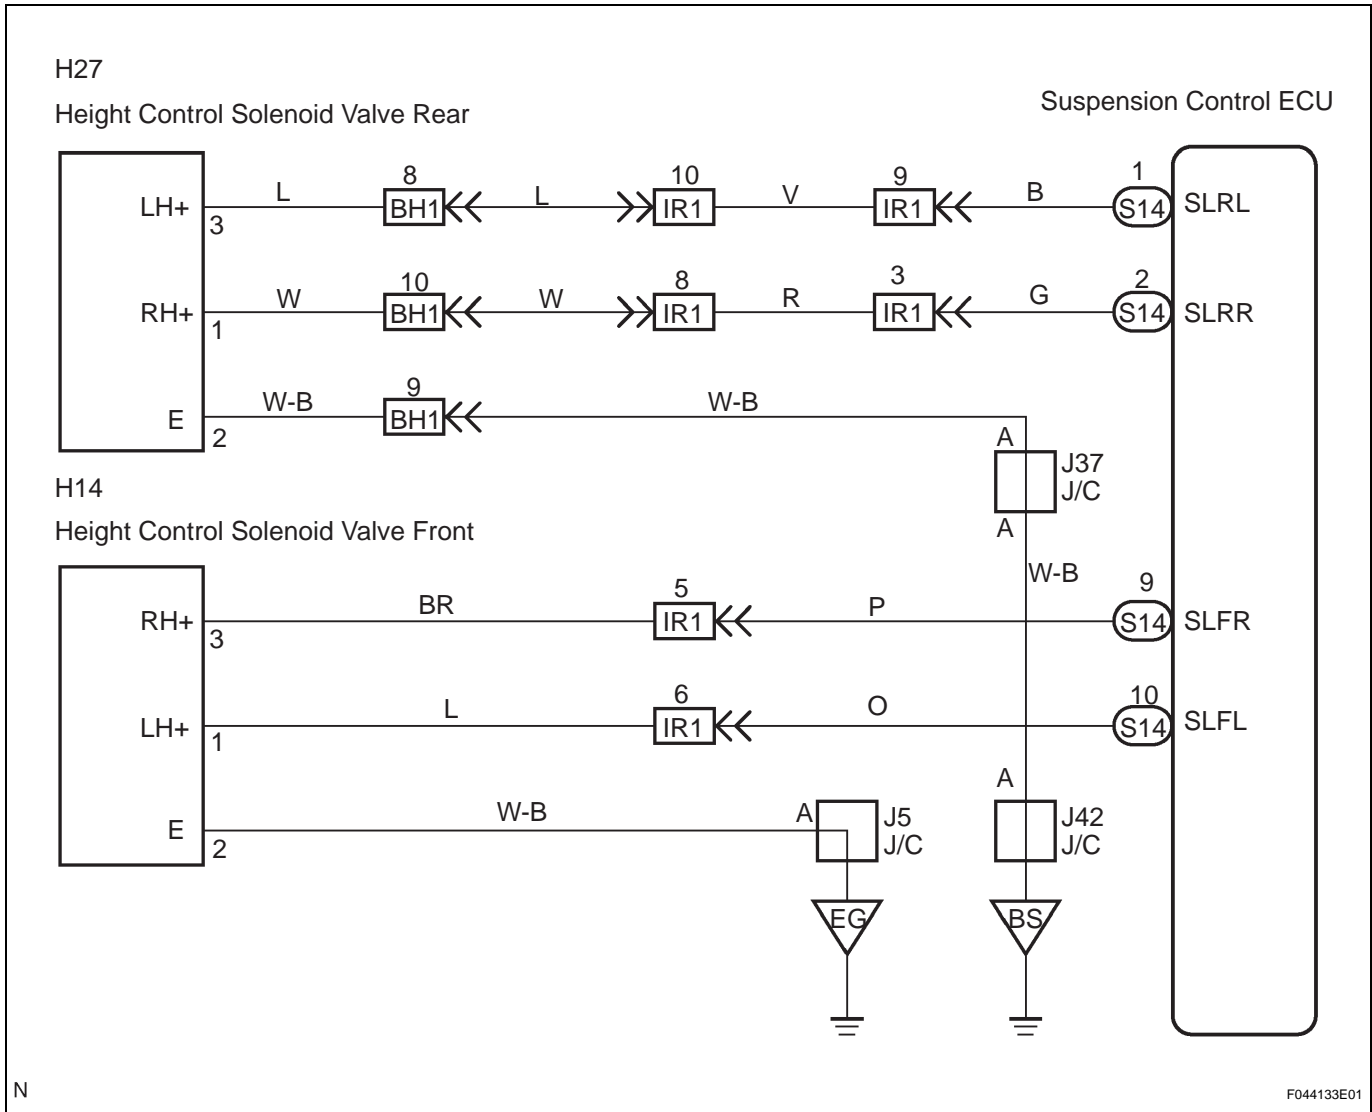 H27
Height Control Solenoid Valve Rear
Suspension Control ECU
LH+
3
L
8
BH1
L
10
IR1
V
9
IR1
B
1
S14
SLRL
RH+
1
W
10
BH1
W
8
IR1
R
3
IR1
G
2
S14
SLRR
E
2
W-B
9
BH1
W-B
A
J37
J/C
A
W-B
H14
Height Control Solenoid Valve Front
RH+
3
BR
5
IR1
P
9
S14
SLFR
LH+
1
L
6
IR1
O
10
S14
SLFL
E
2
W-B
A
J5
J/C
A
J42
J/C
EG
BS
N
F044133E01